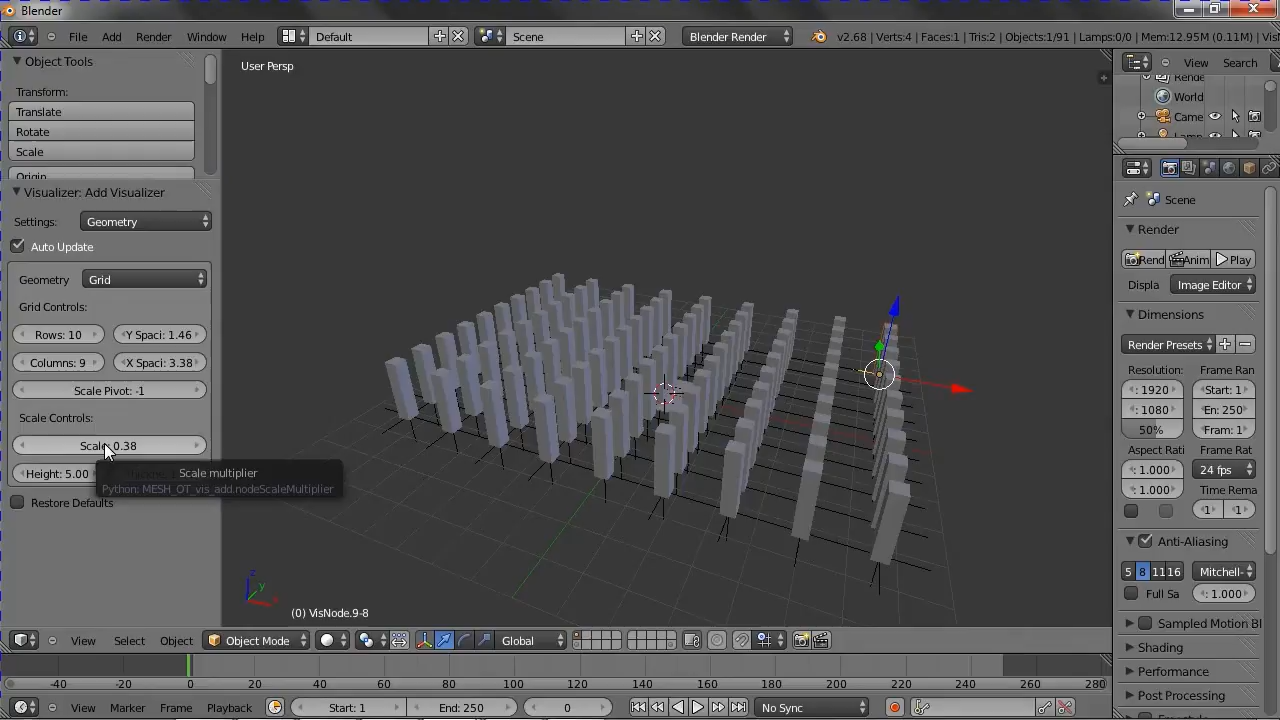 Blender
File Add Render Window Help Default Scene Blender Render v2.68 | Verts:4 | Faces:1 | Tris:2 | Objects:1/91 | Lamps:0/0 | Mem:12.95M (0.11M) | Vis
Object Tools
User Persp
View Search
Transform:
Translate
Rotate
Scale
Origin
Rende
World
Came
Lamp
Visualizer: Add Visualizer
Settings: Geometry
Auto Update
Geometry Grid
Grid Controls:
Rows: 10 Y Spaci: 1.46
Columns: 9 X Spaci: 3.38
Scale Pivot: -1
Scale Controls:
Scale: 0.38
Height: 5.00
Scale multiplier
Python: MESH_OT_vis_add.nodeScaleMultiplier
Restore Defaults
Scene
Render
Rend Anim Play
Displa Image Editor
Dimensions
Render Presets
Resolution: Frame Ran
: 1920 Start: 1
: 1080 En: 250
50% Fram: 1
Aspect Rati Frame Rat
: 1.000 24 fps
: 1.000 Time Rema
1 1
Anti-Aliasing
5 8 11 16 Mitchell-
Full Sa : 1.000
Sampled Motion Bl
Shading
Performance
Post Processing
z
y
x
(0) VisNode.9-8
View Select Object Object Mode Global
-40 -20 0 20 40 60 80 100 120 140 160 180 200 220 240 260 280
View Marker Frame Playback Start: 1 End: 250 0 No Sync